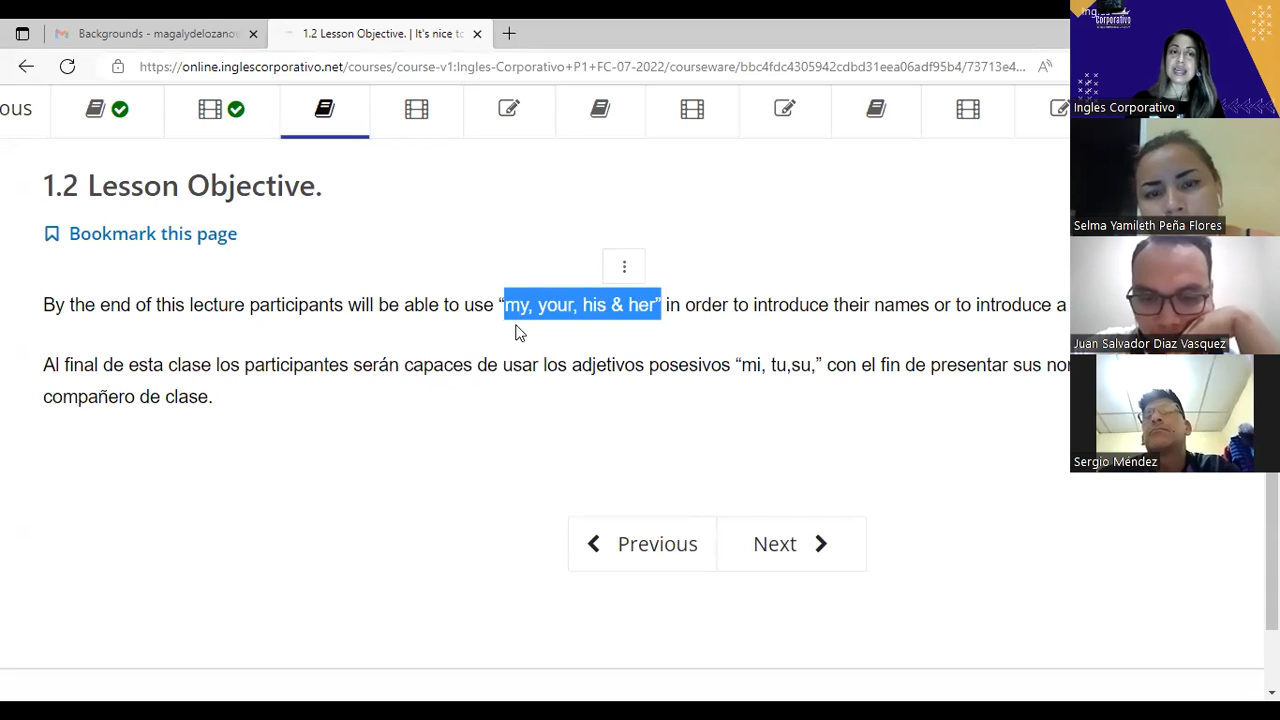 Backgrounds - magalydelozano
1.2 Lesson Objective. | It's nice to
https://online.inglescorporativo.net/courses/course-v1:Ingles-Corporativo+P1+FC-07-2022/courseware/bbc4fdc4305942cdbd31eea06adf95b4/73713e4...
ous
1.2 Lesson Objective.
Bookmark this page
By the end of this lecture participants will be able to use “my, your, his & her” in order to introduce their names or to introduce a
Al final de esta clase los participantes serán capaces de usar los adjetivos posesivos “mi, tu,su,” con el fin de presentar sus no
compañero de clase.
Previous
Next
Corporativo
Ingles Corporativo
Selma Yamileth Peña Flores
Juan Salvador Diaz Vasquez
Sergio Méndez